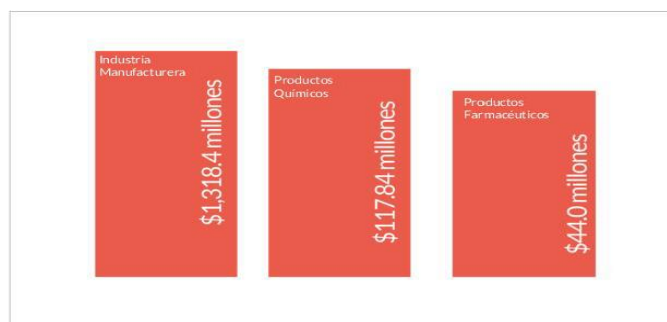 Industria
Manufacturera
$1,318.4 millones
Productos
Químicos
$117.84 millones
Productos
Farmacéuticos
$44.0 millones